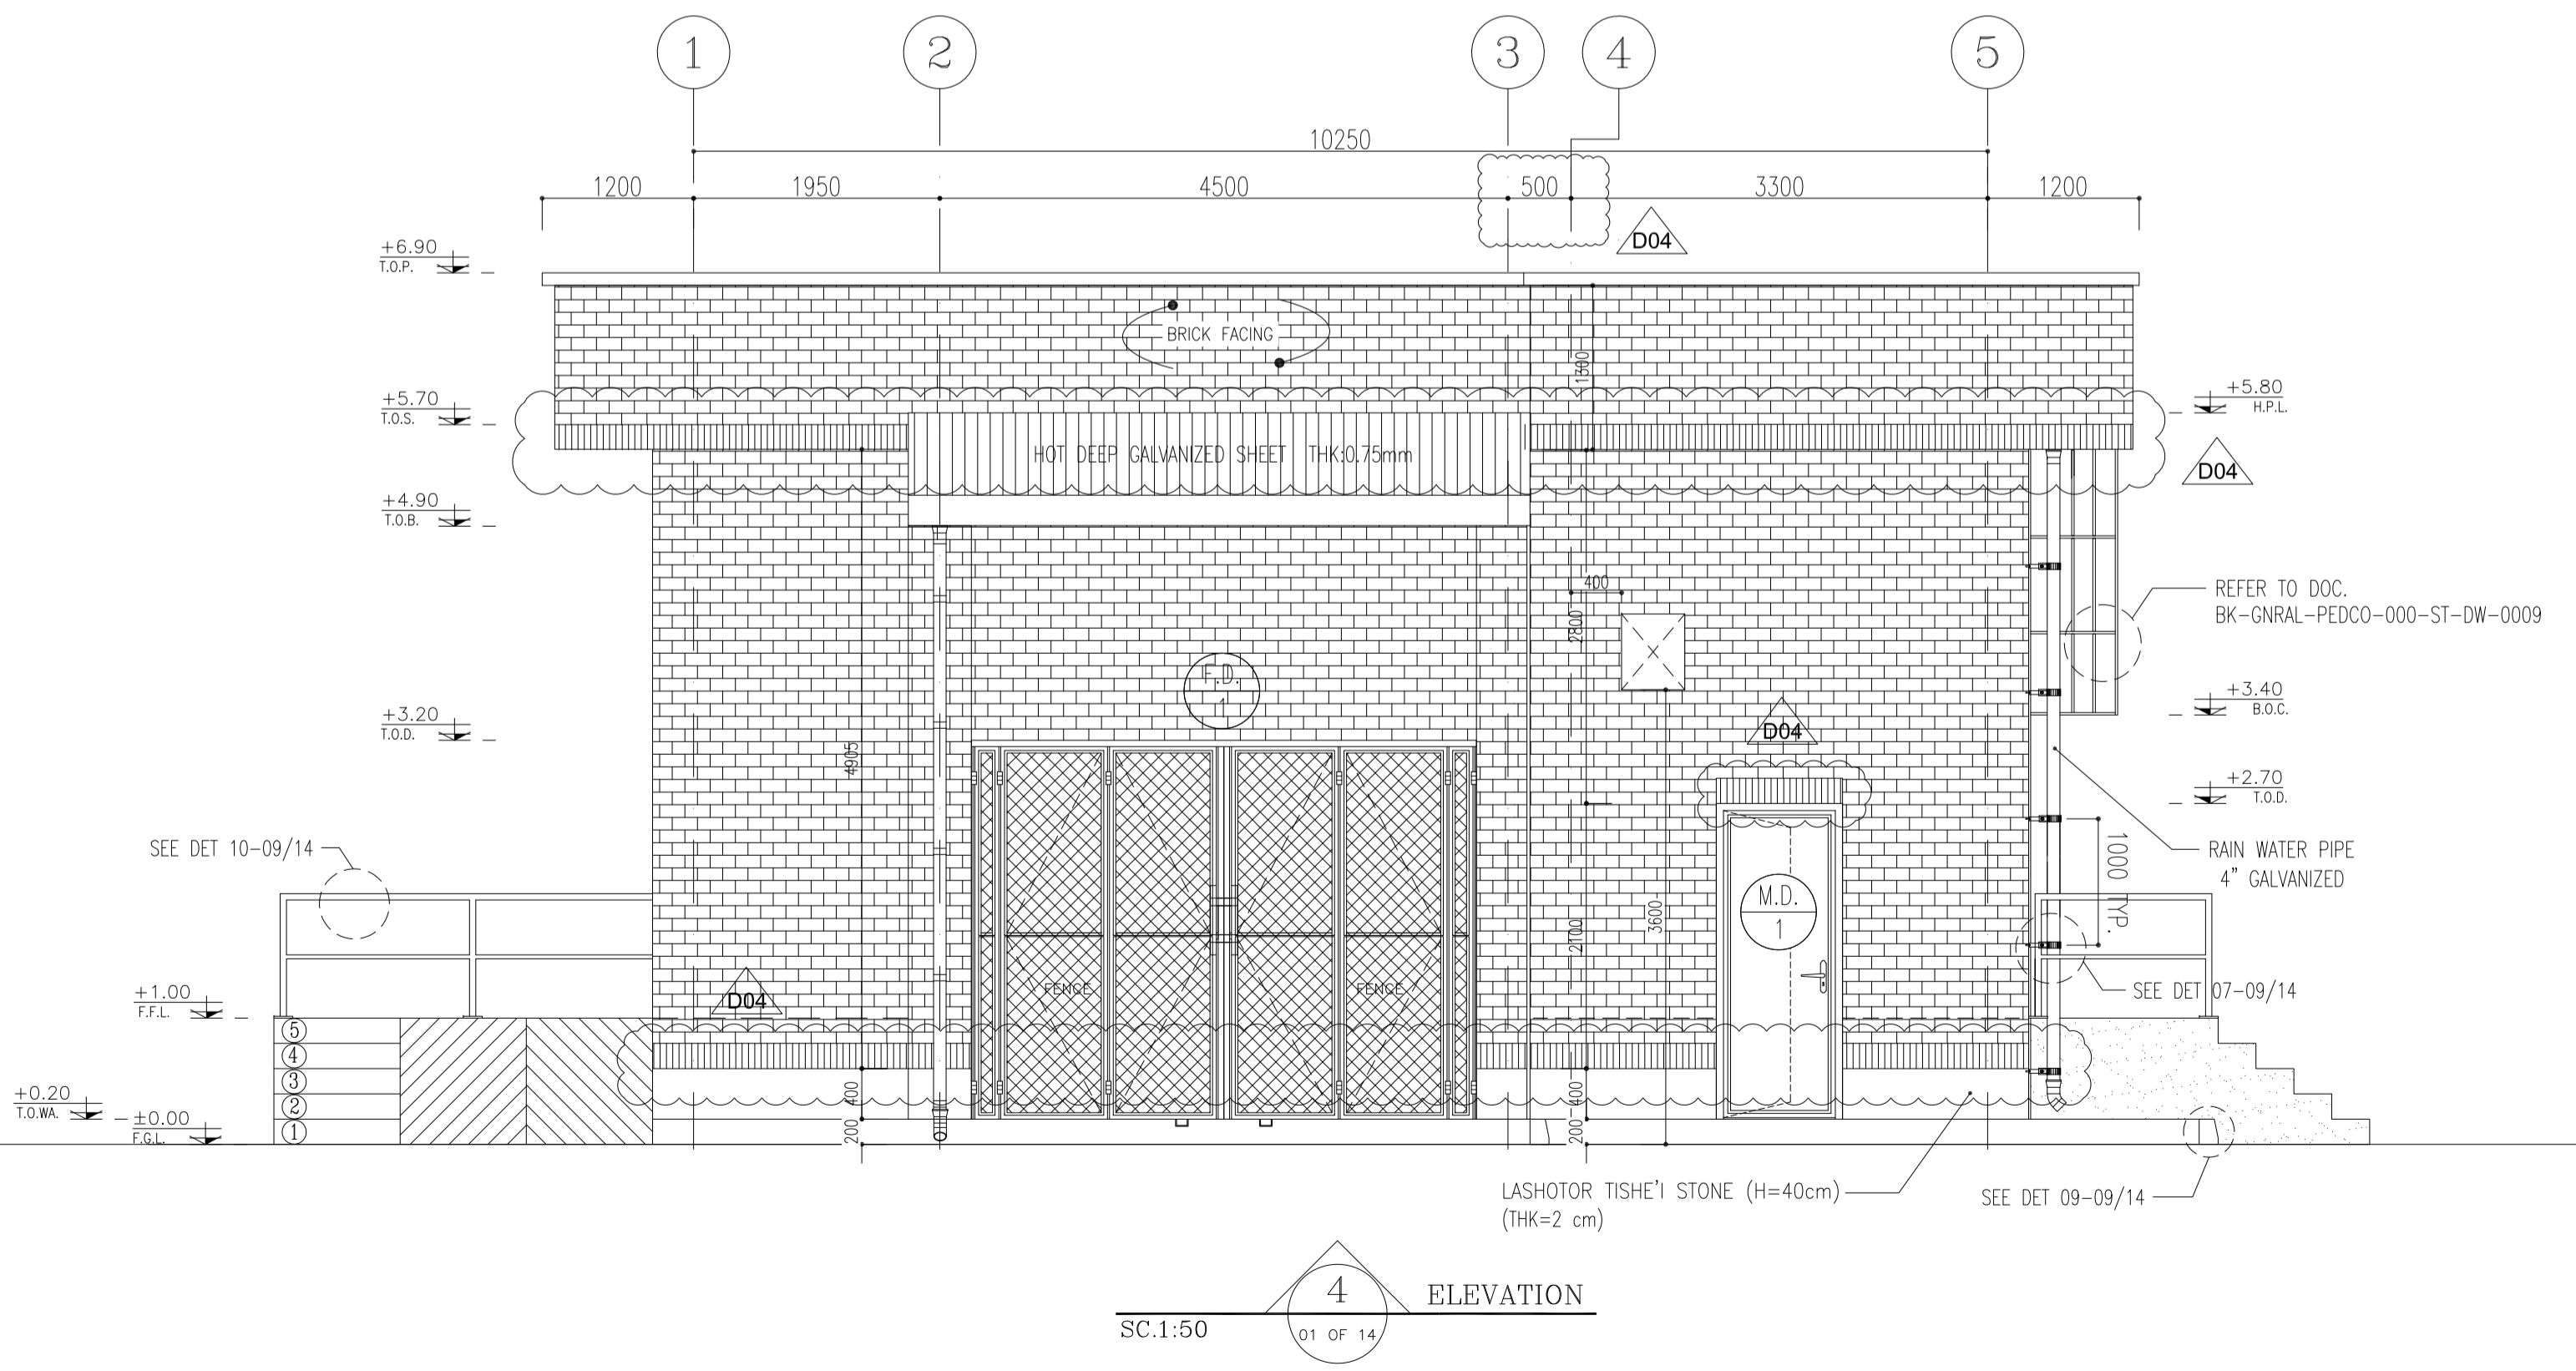 1
2
3
4
5
10250
1200
1950
4500
500
3300
1200
D04
+6.90
T.O.P.
BRICK FACING
1300
+5.70
T.O.S.
+5.80
H.P.L.
HOT DEEP GALVANIZED SHEET THK:0.75mm
D04
+4.90
T.O.B.
400
REFER TO DOC.
BK-GNRAL-PEDCO-000-ST-DW-0009
2800
F.D.
1
+3.40
B.O.C.
+3.20
T.O.D.
D04
4905
+2.70
T.O.D.
SEE DET 10-09/14
RAIN WATER PIPE
4" GALVANIZED
1000 TYP.
M.D.
1
2100
3600
FENCE
FENCE
SEE DET 07-09/14
D04
+1.00
F.F.L.
5
4
3
2
1
+0.20
T.O.WA.
±0.00
F.G.L.
400
200
400
200
LASHOTOR TISHE'I STONE (H=40cm)
(THK=2 cm)
SEE DET 09-09/14
4
ELEVATION
SC.1:50
01 OF 14